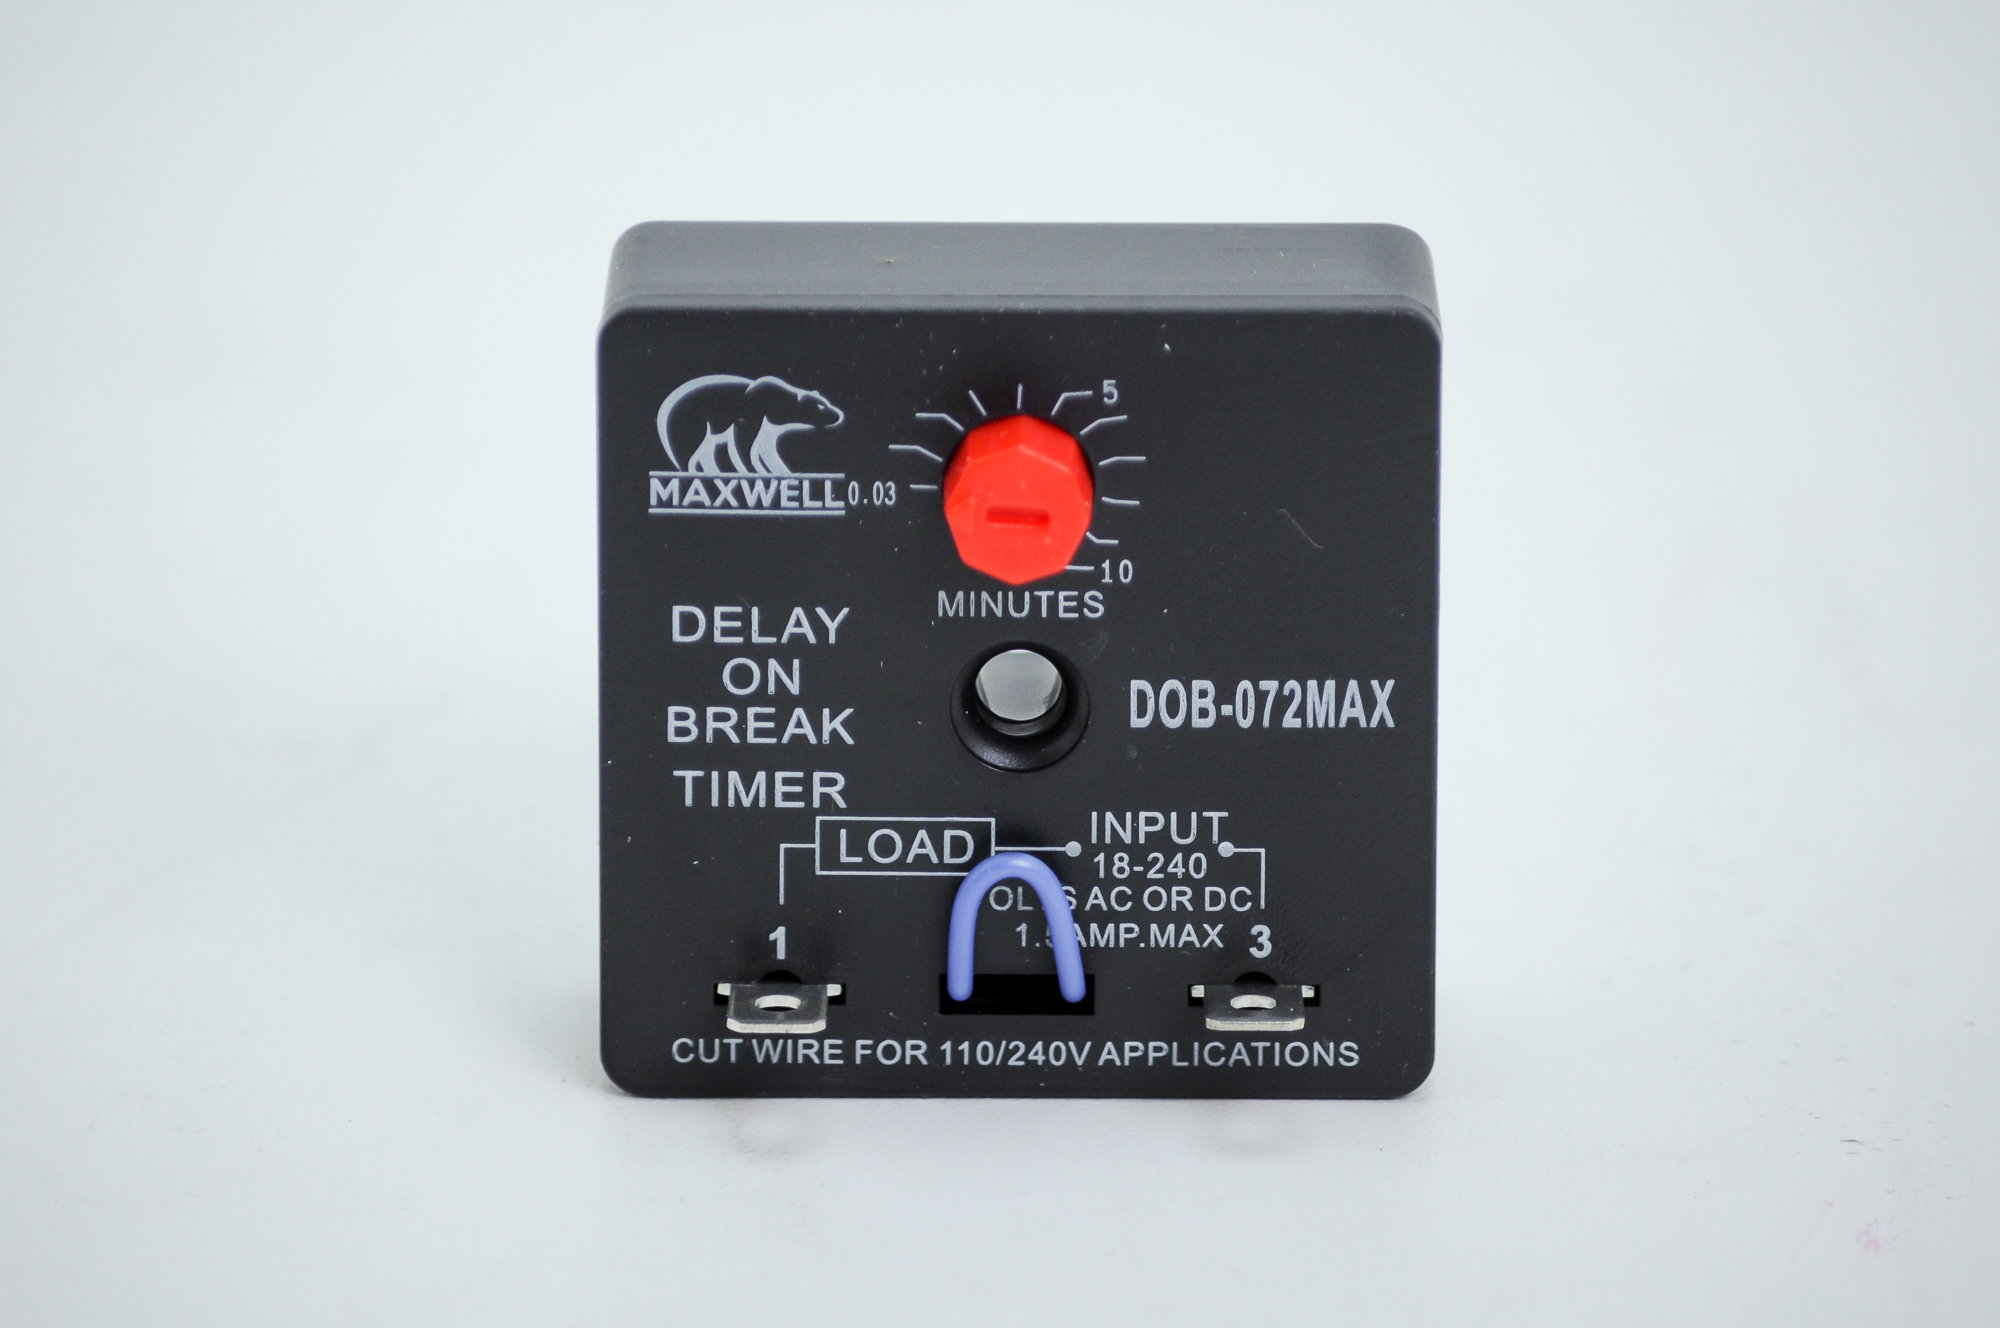 5
MAXWELL
0.03
10
MINUTES
DELAY
ON
BREAK
TIMER
DOB-072MAX
LOAD
INPUT
18-240
AC OR DC
AMP.MAX
1
3
CUT WIRE FOR 110/240V APPLICATIONS